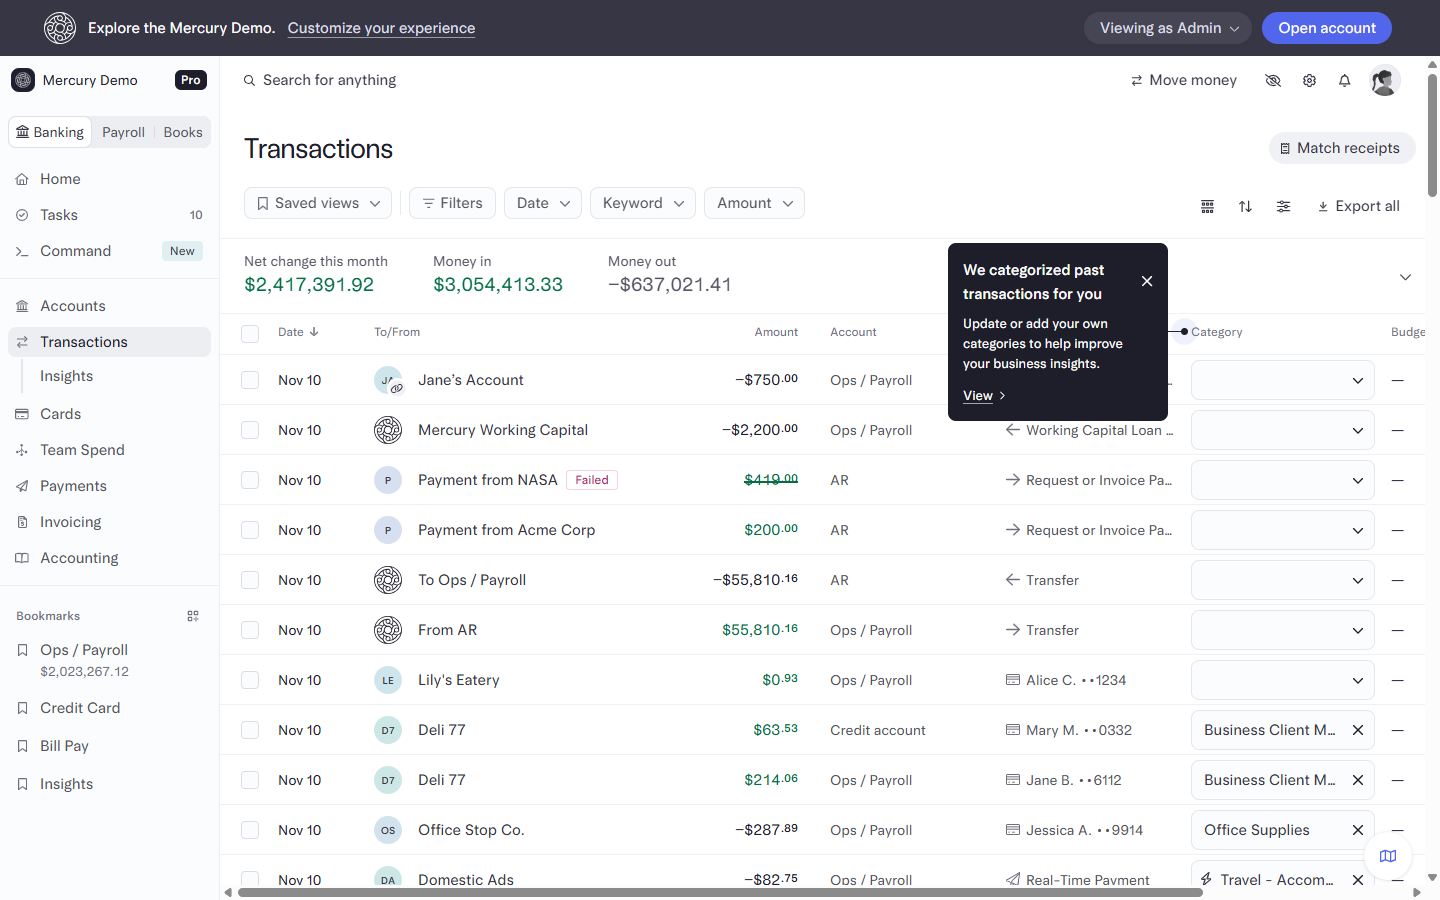 Explore the Mercury Demo. Customize your experience
Viewing as Admin
Open account
Mercury Demo
Pro
Search for anything
Move money
Banking
Payroll
Books
Home
Tasks 10
Command New
Accounts
Transactions
Insights
Cards
Team Spend
Payments
Invoicing
Accounting
Bookmarks
Ops / Payroll
$2,023,267.12
Credit Card
Bill Pay
Insights
Transactions
Match receipts
Saved views
Filters
Date
Keyword
Amount
Export all
Net change this month
$2,417,391.92
Money in
$3,054,413.33
Money out
−$637,021.41
We categorized past
transactions for you
Update or add your own
categories to help improve
your business insights.
View
Date To/From Amount Account Category Budge
Nov 10 JA Jane’s Account −$750.00 Ops / Payroll —
Nov 10 Mercury Working Capital −$2,200.00 Ops / Payroll Working Capital Loan … —
Nov 10 P Payment from NASA Failed $419.00 AR Request or Invoice Pa… —
Nov 10 P Payment from Acme Corp $200.00 AR Request or Invoice Pa… —
Nov 10 To Ops / Payroll −$55,810.16 AR Transfer —
Nov 10 From AR $55,810.16 Ops / Payroll Transfer —
Nov 10 LE Lily's Eatery $0.93 Ops / Payroll Alice C. ••1234 —
Nov 10 D7 Deli 77 $63.53 Credit account Mary M. ••0332 Business Client M… —
Nov 10 D7 Deli 77 $214.06 Ops / Payroll Jane B. ••6112 Business Client M… —
Nov 10 OS Office Stop Co. −$287.89 Ops / Payroll Jessica A. ••9914 Office Supplies —
Nov 10 DA Domestic Ads −$82.75 Ops / Payroll Real-Time Payment Travel - Accom…